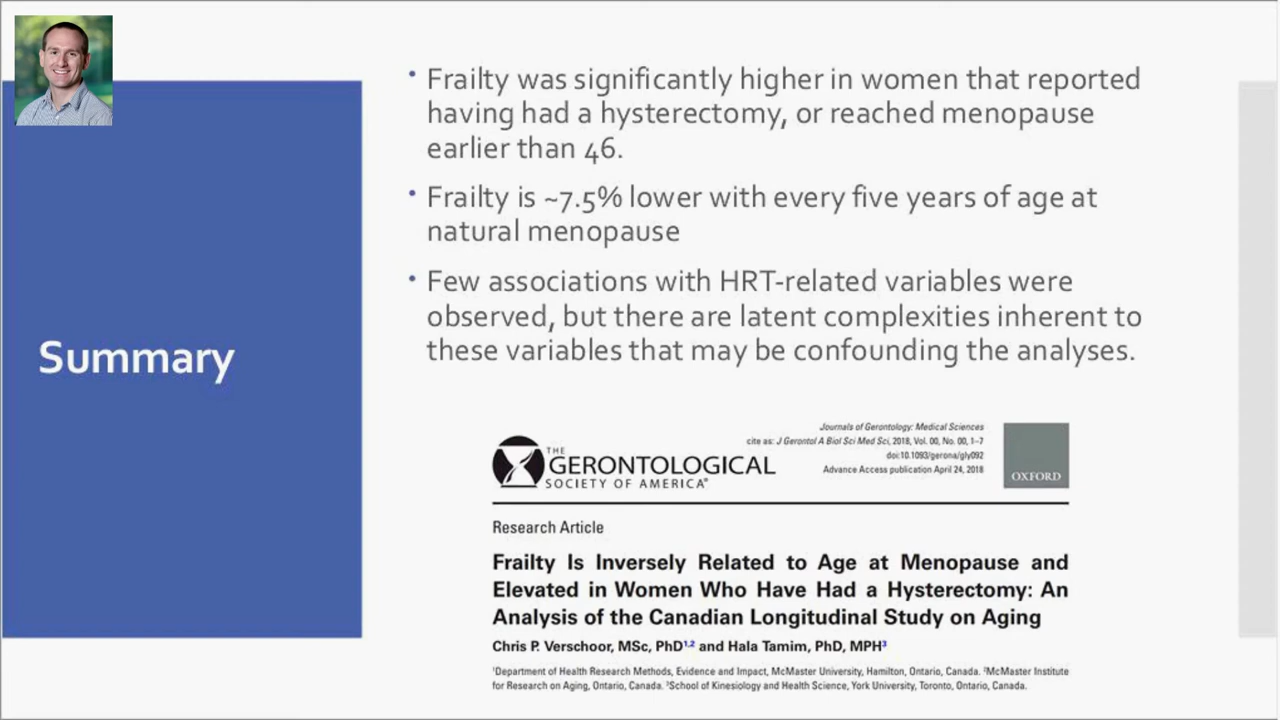 Summary
• Frailty was significantly higher in women that reported
having had a hysterectomy, or reached menopause
earlier than 46.
• Frailty is ~7.5% lower with every five years of age at
natural menopause
• Few associations with HRT-related variables were
observed, but there are latent complexities inherent to
these variables that may be confounding the analyses.
THE
GERONTOLOGICAL
SOCIETY OF AMERICA®
Journals of Gerontology: Medical Sciences
cite as: J Gerontol A Biol Sci Med Sci, 2018, Vol. 00, No. 00, 1–7
doi:10.1093/gerona/gly092
Advance Access publication April 24, 2018
OXFORD
Research Article
Frailty Is Inversely Related to Age at Menopause and
Elevated in Women Who Have Had a Hysterectomy: An
Analysis of the Canadian Longitudinal Study on Aging
Chris P. Verschoor, MSc, PhD1,2 and Hala Tamim, PhD, MPH3
1Department of Health Research Methods, Evidence and Impact, McMaster University, Hamilton, Ontario, Canada. 2McMaster Institute
for Research on Aging, Ontario, Canada. 3School of Kinesiology and Health Science, York University, Toronto, Ontario, Canada.